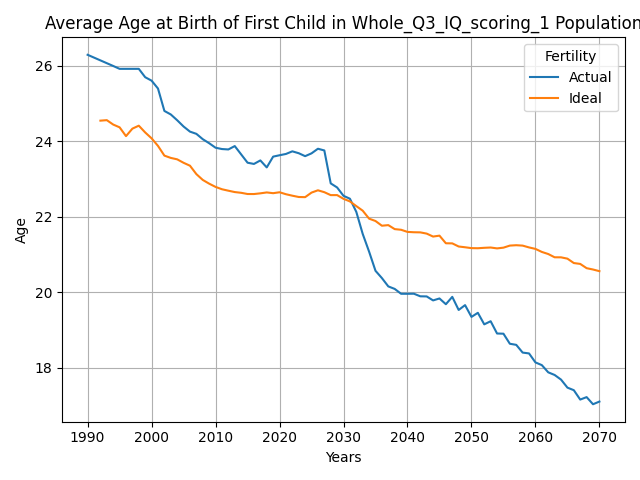 Average Age at Birth of First Child in Whole_Q3_IQ_scoring_1 Population
Fertility
Actual
Ideal
Age
26
24
22
20
18
1990 2000 2010 2020 2030 2040 2050 2060 2070
Years